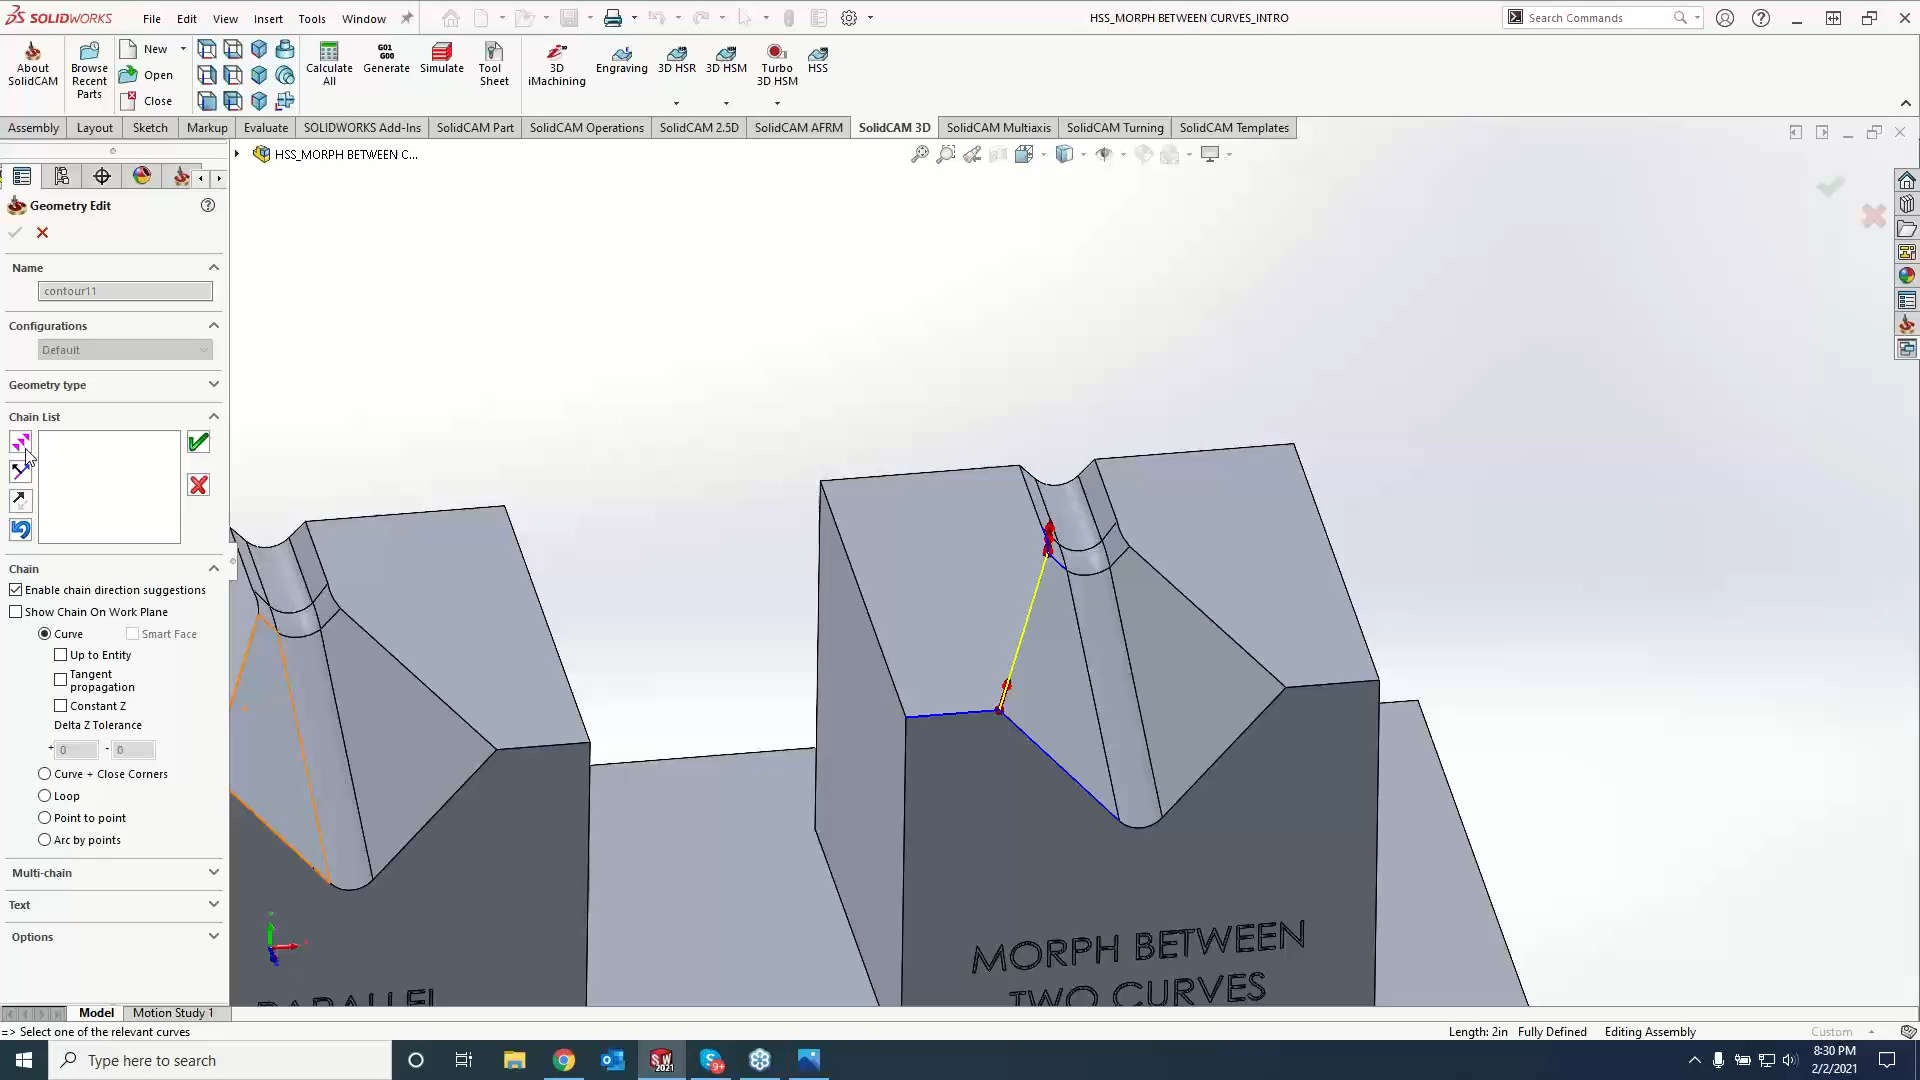 SOLIDWORKS File Edit View Insert Tools Window HSS_MORPH BETWEEN CURVES_INTRO Search Commands
About SolidCAM
Browse Recent Parts
New
Open
Close
Calculate All
G01
G00
Generate
Simulate
Tool Sheet
3D iMachining
Engraving
3D HSR
3D HSM
Turbo 3D HSM
HSS
Assembly Layout Sketch Markup Evaluate SOLIDWORKS Add-Ins SolidCAM Part SolidCAM Operations SolidCAM 2.5D SolidCAM AFRM SolidCAM 3D SolidCAM Multiaxis SolidCAM Turning SolidCAM Templates
HSS_MORPH BETWEEN C...
Geometry Edit
Name
contour11
Configurations
Default
Geometry type
Chain List
Chain
Enable chain direction suggestions
Show Chain On Work Plane
Curve Smart Face
Up to Entity
Tangent
propagation
Constant Z
Delta Z Tolerance
+ 0 - 0
Curve + Close Corners
Loop
Point to point
Arc by points
Multi-chain
Text
Options
MORPH BETWEEN
TWO CURVES
PARALLEL
Model Motion Study 1
=> Select one of the relevant curves Length: 2in Fully Defined Editing Assembly Custom
Type here to search
SW
2021
9+
8:30 PM
2/2/2021